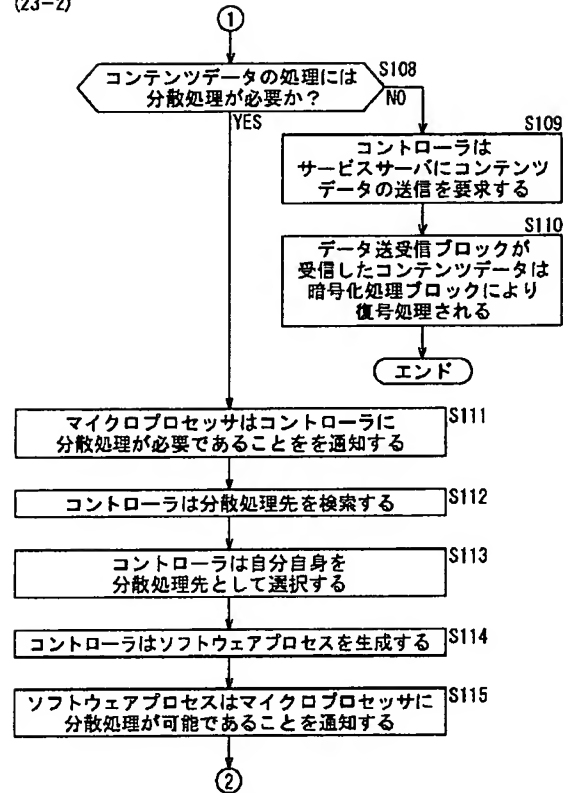 (23-2)
①
コンテンツデータの処理には
分散処理が必要か？
S108
NO
YES
S109
コントローラは
サービスサーバにコンテンツ
データの送信を要求する
S110
データ送受信ブロックが
受信したコンテンツデータは
暗号化処理ブロックにより
復号処理される
エンド
マイクロプロセッサはコントローラに
分散処理が必要であることをを通知する
S111
コントローラは分散処理先を検索する
S112
コントローラは自分自身を
分散処理先として選択する
S113
コントローラはソフトウェアプロセスを生成する
S114
ソフトウェアプロセスはマイクロプロセッサに
分散処理が可能であることを通知する
S115
②